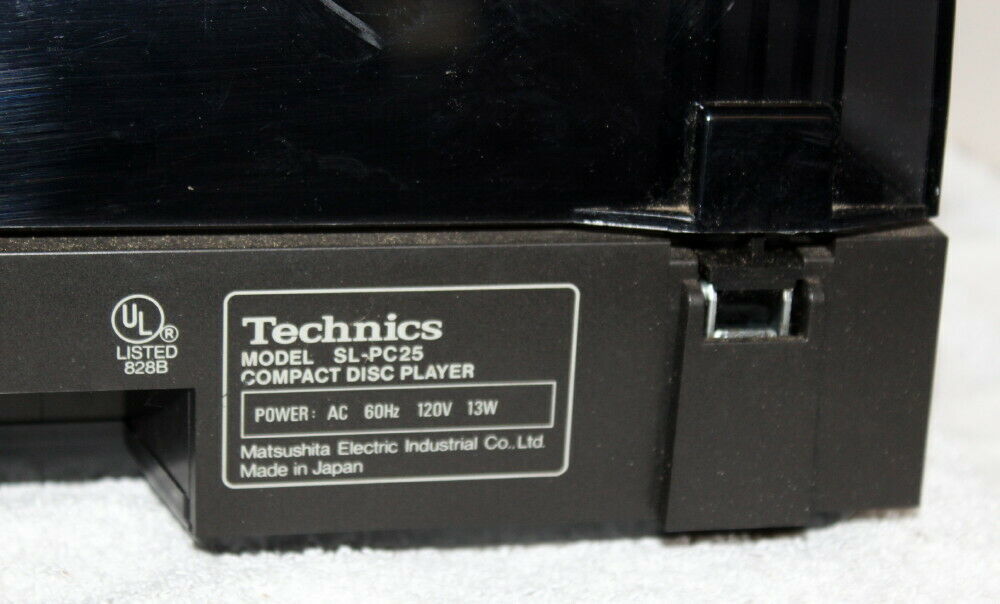 UL ®
LISTED
828B
Technics
MODEL SL-PC25
COMPACT DISC PLAYER
POWER: AC 60Hz 120V 13W
Matsushita Electric Industrial Co., Ltd.
Made in Japan